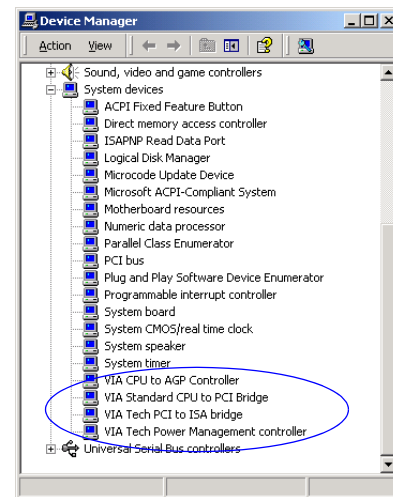 Device Manager
Action View
Sound, video and game controllers
System devices
ACPI Fixed Feature Button
Direct memory access controller
ISAPNP Read Data Port
Logical Disk Manager
Microcode Update Device
Microsoft ACPI-Compliant System
Motherboard resources
Numeric data processor
Parallel Class Enumerator
PCI bus
Plug and Play Software Device Enumerator
Programmable interrupt controller
System board
System CMOS/real time clock
System speaker
System timer
VIA CPU to AGP Controller
VIA Standard CPU to PCI Bridge
VIA Tech PCI to ISA bridge
VIA Tech Power Management controller
Universal Serial Bus controllers